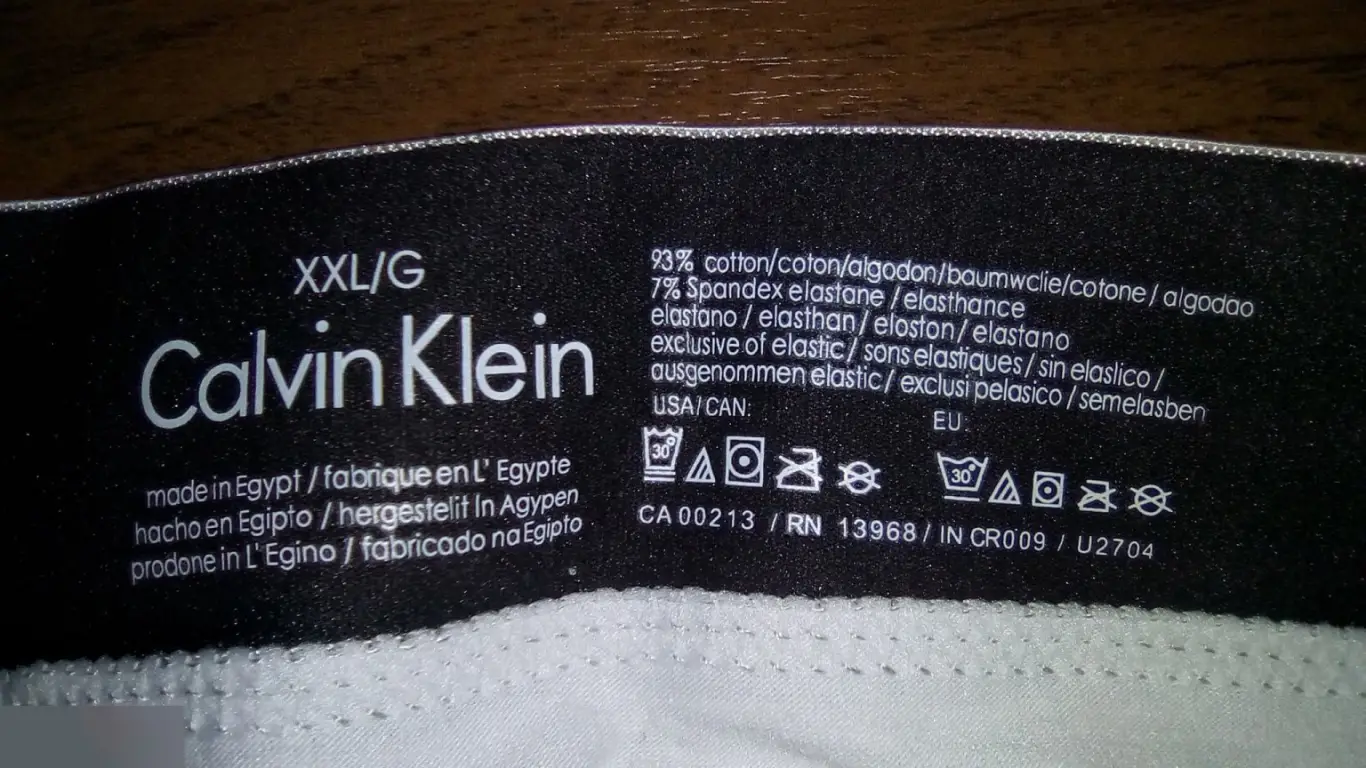 XXL/G
Calvin Klein
made in Egypt / fabrique en L' Egypte
hacho en Egipto / hergestelit In Agypen
prodone in L' Egino / fabricado na Egipto
93% cotton/coton/algodon/baumwclie/cotone / algodao
7% Spandex elastane / elasthance
elastano / elasthan / eloston / elastano
exclusive of elastic / sons elastiques / sin elaslico /
ausgenommen elastic / exclusi pelasico / semelasben
USA / CAN:
EU:
30°
30°
CA 00213 / RN 13968 / IN CR009 / U2704